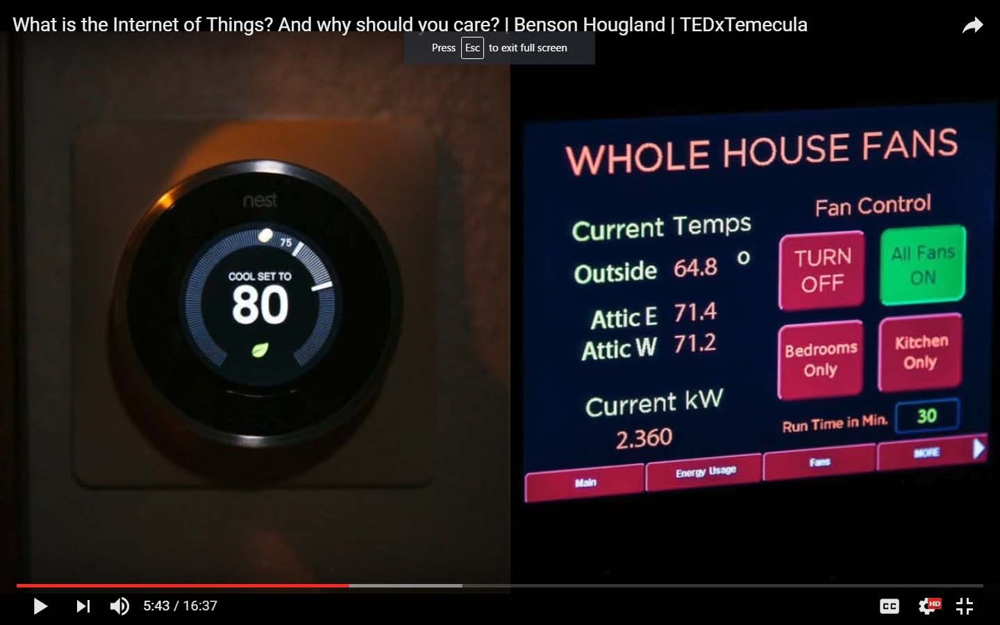 What is the Internet of Things? And why should you care? | Benson Hougland | TEDxTemecula
Press Esc to exit full screen
nest
75
COOL SET TO
80
WHOLE HOUSE FANS
Current Temps
Outside 64.8 °
Attic E 71.4
Attic W 71.2
Current kW
2.360
Fan Control
TURN
OFF
All Fans
ON
Bedrooms
Only
Kitchen
Only
Run Time in Min. 30
Main
Energy Usage
Fans
MORE
5:43 / 16:37
CC
HD